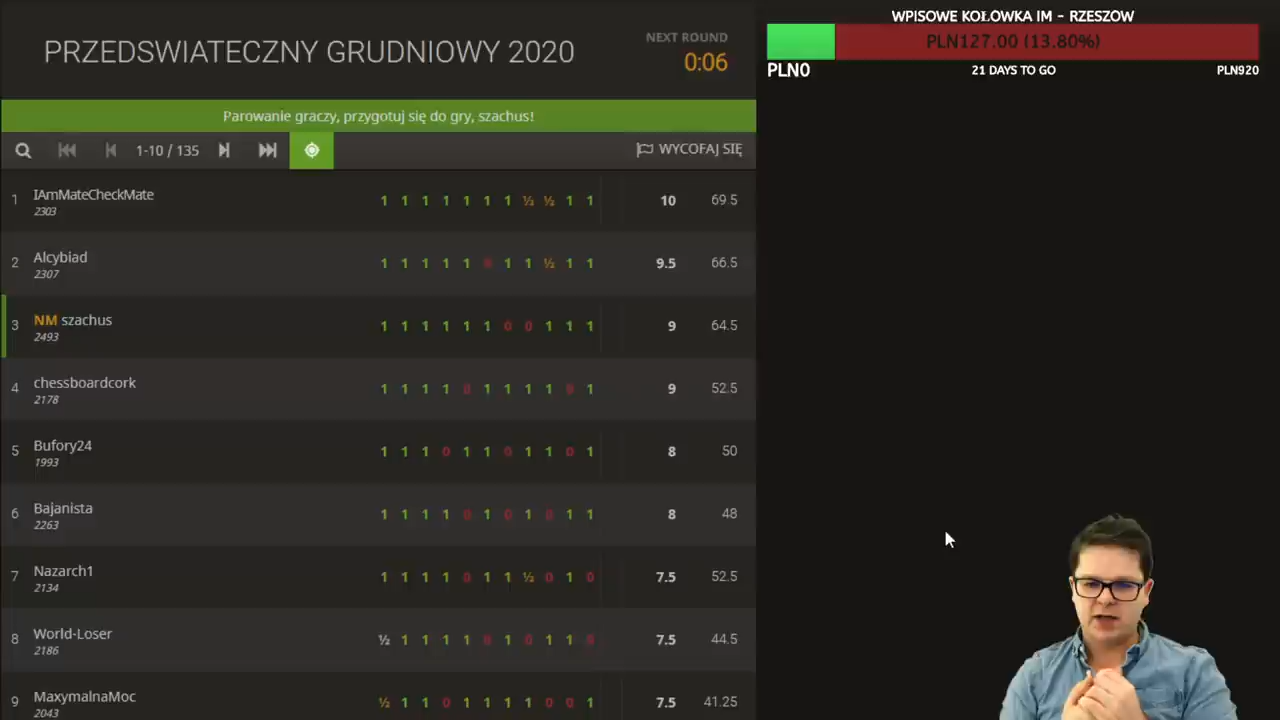 PRZEDSWIATECZNY GRUDNIOWY 2020
NEXT ROUND
0:06
Parowanie graczy, przygotuj się do gry, szachus!
1-10 / 135
WYCOFAJ SIĘ
1 IAmMateCheckMate 1 1 1 1 1 1 1 ½ ½ 1 1 10 69.5
2303
2 Alcybiad 1 1 1 1 1 0 1 1 ½ 1 1 9.5 66.5
2307
3 NM szachus 1 1 1 1 1 1 0 0 1 1 1 9 64.5
2493
4 chessboardcork 1 1 1 1 0 1 1 1 1 0 1 9 52.5
2178
5 Bufory24 1 1 1 0 1 1 0 1 1 0 1 8 50
1993
6 Bajanista 1 1 1 1 0 1 0 1 0 1 1 8 48
2263
7 Nazarch1 1 1 1 1 0 1 1 ½ 0 1 0 7.5 52.5
2134
8 World-Loser ½ 1 1 1 1 0 1 0 1 1 0 7.5 44.5
2186
9 MaxymalnaMoc ½ 1 1 0 1 1 1 1 0 0 1 7.5 41.25
2043
WPISOWE KOŁOWKA IM - RZESZOW
PLN127.00 (13.80%)
PLN0
21 DAYS TO GO
PLN920